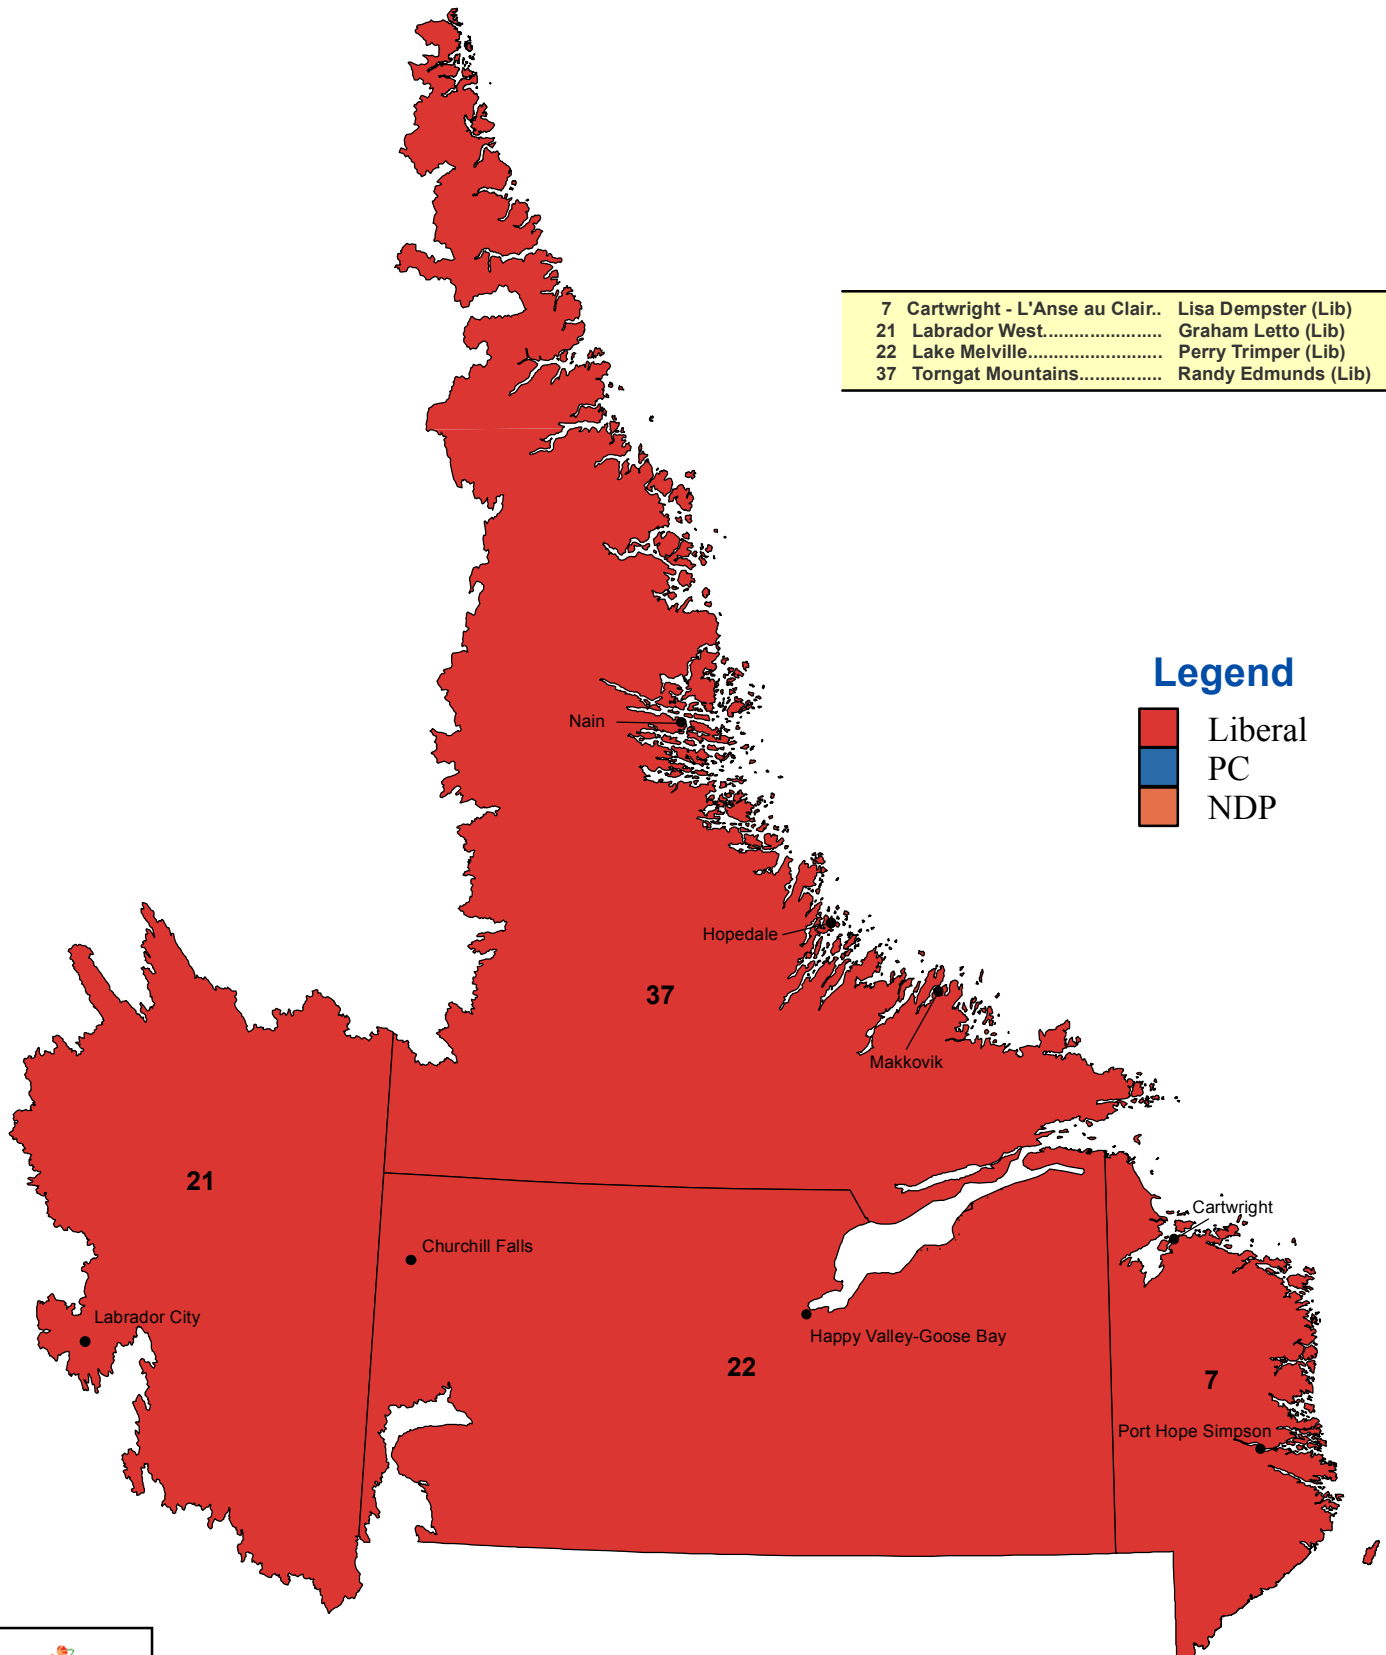 7 Cartwright - L'Anse au Clair.. Lisa Dempster (Lib)
21 Labrador West....................... Graham Letto (Lib)
22 Lake Melville.......................... Perry Trimper (Lib)
37 Torngat Mountains................ Randy Edmunds (Lib)
Legend
Liberal
PC
NDP
Nain
Hopedale
37
Makkovik
21
Cartwright
Churchill Falls
Labrador City
Happy Valley-Goose Bay
22
7
Port Hope Simpson